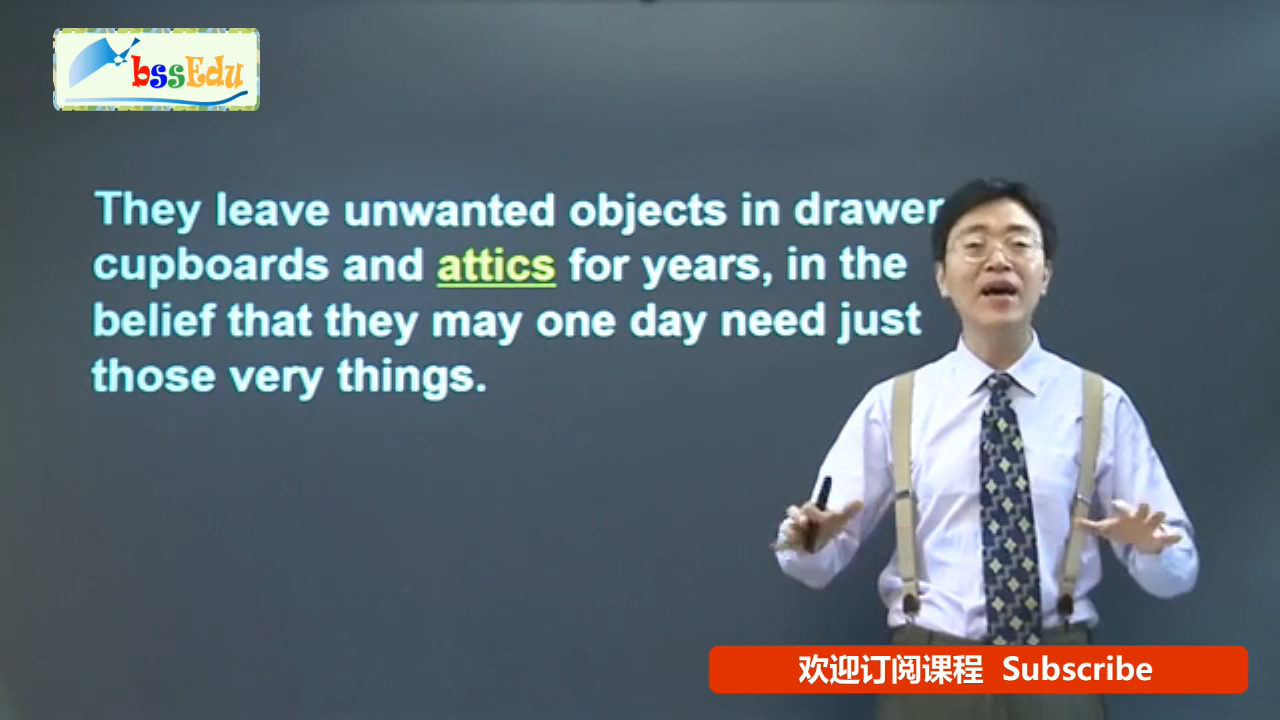 bssEdu
They leave unwanted objects in drawer
cupboards and attics for years, in the
belief that they may one day need just
those very things.
欢迎订阅课程 Subscribe